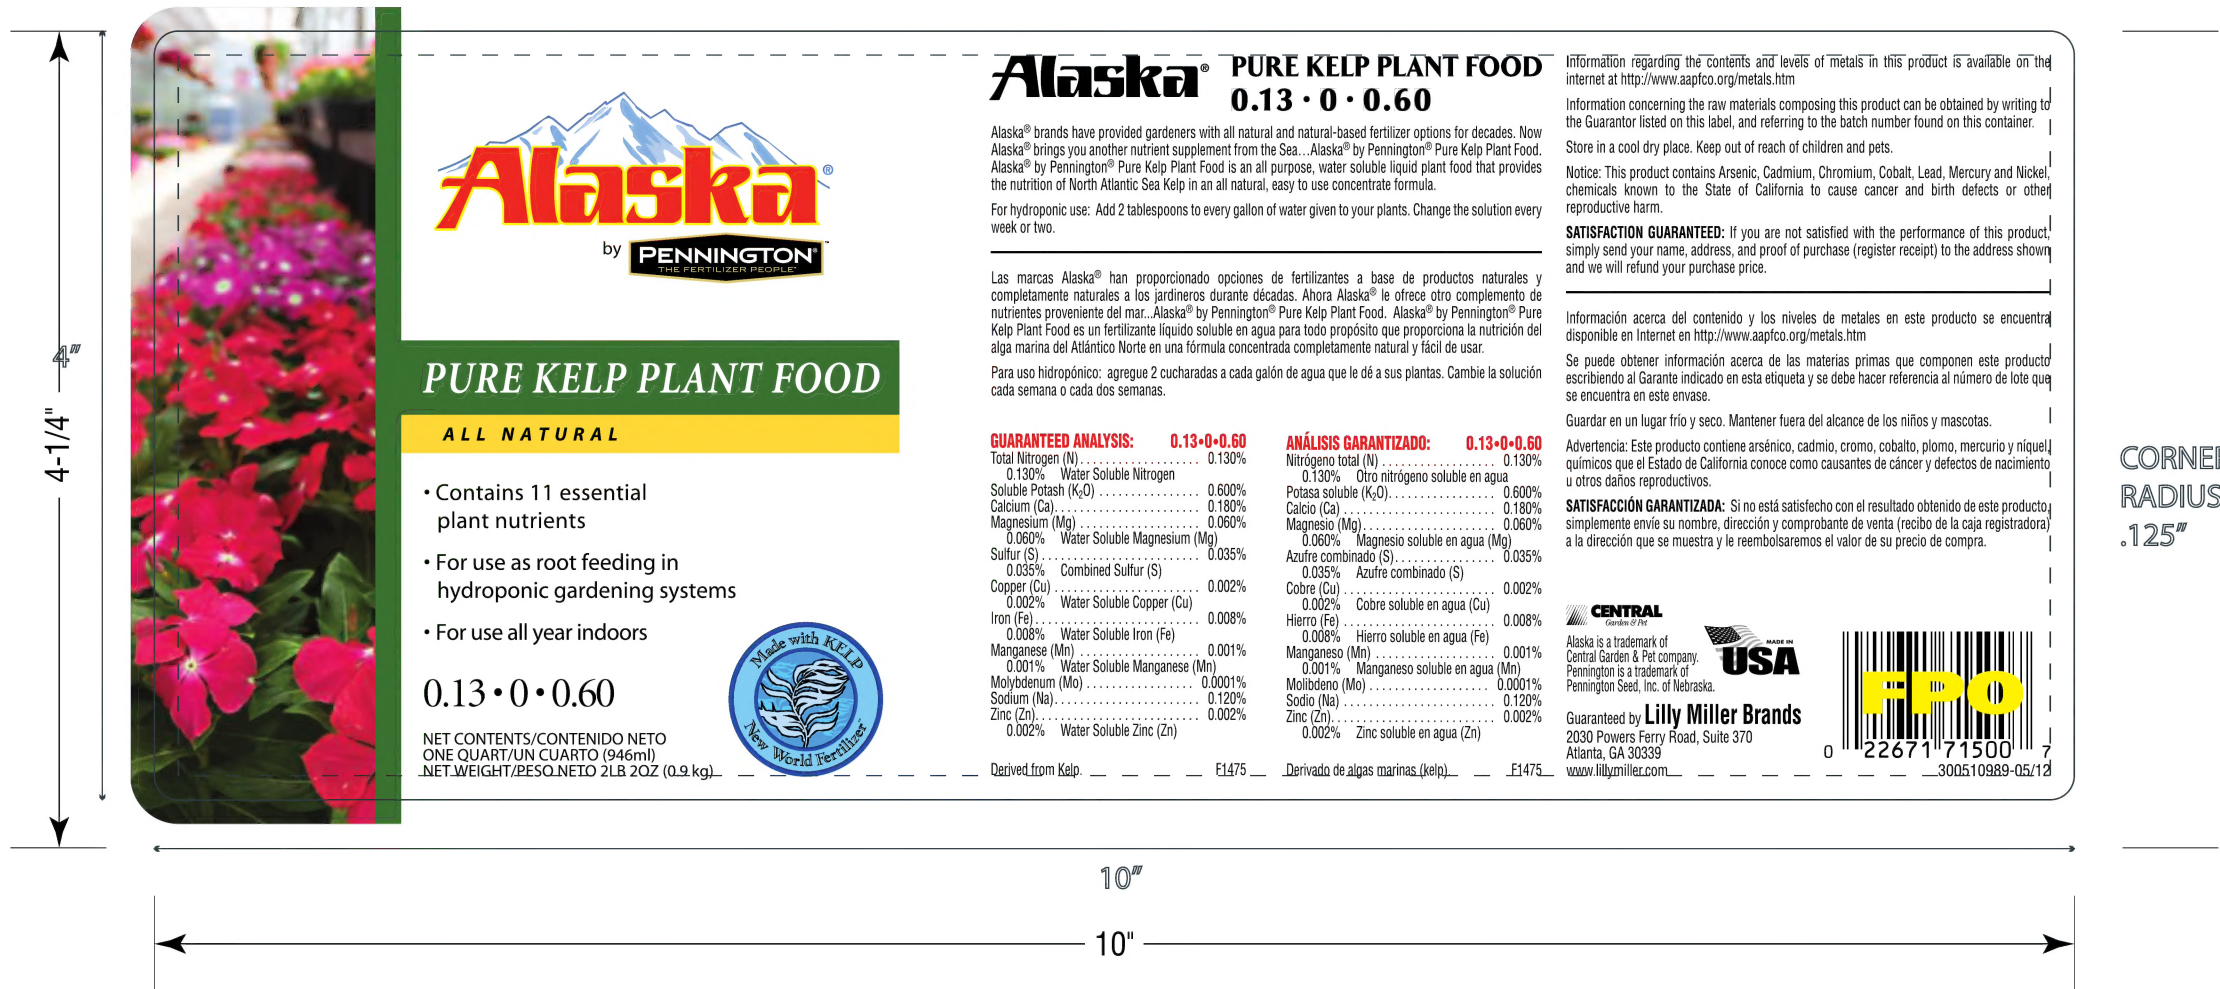 Alaska®
by PENNINGTON®™
THE FERTILIZER PEOPLE®
PURE KELP PLANT FOOD
ALL NATURAL
• Contains 11 essential
plant nutrients
• For use as root feeding in
hydroponic gardening systems
• For use all year indoors
0.13 • 0 • 0.60
NET CONTENTS/CONTENIDO NETO
ONE QUART/UN CUARTO (946ml)
NET WEIGHT/PESO NETO 2LB 2OZ (0.9 kg)
Made with KELP
New World Fertilizer™
Alaska® PURE KELP PLANT FOOD
0.13 • 0 • 0.60
Alaska® brands have provided gardeners with all natural and natural-based fertilizer options for decades. Now
Alaska® brings you another nutrient supplement from the Sea…Alaska® by Pennington® Pure Kelp Plant Food.
Alaska® by Pennington® Pure Kelp Plant Food is an all purpose, water soluble liquid plant food that provides
the nutrition of North Atlantic Sea Kelp in an all natural, easy to use concentrate formula.
For hydroponic use: Add 2 tablespoons to every gallon of water given to your plants. Change the solution every
week or two.
Las marcas Alaska® han proporcionado opciones de fertilizantes a base de productos naturales y
completamente naturales a los jardineros durante décadas. Ahora Alaska® le ofrece otro complemento de
nutrientes proveniente del mar...Alaska® by Pennington® Pure Kelp Plant Food. Alaska® by Pennington® Pure
Kelp Plant Food es un fertilizante líquido soluble en agua para todo propósito que proporciona la nutrición del
alga marina del Atlántico Norte en una fórmula concentrada completamente natural y fácil de usar.
Para uso hidropónico: agregue 2 cucharadas a cada galón de agua que le dé a sus plantas. Cambie la solución
cada semana o cada dos semanas.
GUARANTEED ANALYSIS: 0.13•0•0.60
Total Nitrogen (N) . . . . . . . . . . . . . . . . . . 0.130%
0.130% Water Soluble Nitrogen
Soluble Potash (K₂O) . . . . . . . . . . . . . . . . 0.600%
Calcium (Ca). . . . . . . . . . . . . . . . . . . . . . 0.180%
Magnesium (Mg) . . . . . . . . . . . . . . . . . . 0.060%
0.060% Water Soluble Magnesium (Mg)
Sulfur (S) . . . . . . . . . . . . . . . . . . . . . . . . 0.035%
0.035% Combined Sulfur (S)
Copper (Cu) . . . . . . . . . . . . . . . . . . . . . . 0.002%
0.002% Water Soluble Copper (Cu)
Iron (Fe) . . . . . . . . . . . . . . . . . . . . . . . . . 0.008%
0.008% Water Soluble Iron (Fe)
Manganese (Mn) . . . . . . . . . . . . . . . . . . 0.001%
0.001% Water Soluble Manganese (Mn)
Molybdenum (Mo) . . . . . . . . . . . . . . . . . 0.0001%
Sodium (Na). . . . . . . . . . . . . . . . . . . . . . 0.120%
Zinc (Zn). . . . . . . . . . . . . . . . . . . . . . . . . 0.002%
0.002% Water Soluble Zinc (Zn)
Derived from Kelp. F1475
ANÁLISIS GARANTIZADO: 0.13•0•0.60
Nitrógeno total (N) . . . . . . . . . . . . . . . . . 0.130%
0.130% Otro nitrógeno soluble en agua
Potasa soluble (K₂O). . . . . . . . . . . . . . . . 0.600%
Calcio (Ca) . . . . . . . . . . . . . . . . . . . . . . . 0.180%
Magnesio (Mg). . . . . . . . . . . . . . . . . . . . 0.060%
0.060% Magnesio soluble en agua (Mg)
Azufre combinado (S). . . . . . . . . . . . . . . . 0.035%
0.035% Azufre combinado (S)
Cobre (Cu) . . . . . . . . . . . . . . . . . . . . . . . 0.002%
0.002% Cobre soluble en agua (Cu)
Hierro (Fe) . . . . . . . . . . . . . . . . . . . . . . . 0.008%
0.008% Hierro soluble en agua (Fe)
Manganeso (Mn) . . . . . . . . . . . . . . . . . . 0.001%
0.001% Manganeso soluble en agua (Mn)
Molibdeno (Mo) . . . . . . . . . . . . . . . . . . 0.0001%
Sodio (Na) . . . . . . . . . . . . . . . . . . . . . . . 0.120%
Zinc (Zn). . . . . . . . . . . . . . . . . . . . . . . . . 0.002%
0.002% Zinc soluble en agua (Zn)
Derivado de algas marinas (kelp). F1475
Information regarding the contents and levels of metals in this product is available on the
internet at http://www.aapfco.org/metals.htm
Information concerning the raw materials composing this product can be obtained by writing to
the Guarantor listed on this label, and referring to the batch number found on this container.
Store in a cool dry place. Keep out of reach of children and pets.
Notice: This product contains Arsenic, Cadmium, Chromium, Cobalt, Lead, Mercury and Nickel,
chemicals known to the State of California to cause cancer and birth defects or other
reproductive harm.
SATISFACTION GUARANTEED: If you are not satisfied with the performance of this product,
simply send your name, address, and proof of purchase (register receipt) to the address shown
and we will refund your purchase price.
Información acerca del contenido y los niveles de metales en este producto se encuentra
disponible en Internet en http://www.aapfco.org/metals.htm
Se puede obtener información acerca de las materias primas que componen este producto
escribiendo al Garante indicado en esta etiqueta y se debe hacer referencia al número de lote que
se encuentra en este envase.
Guardar en un lugar frío y seco. Mantener fuera del alcance de los niños y mascotas.
Advertencia: Este producto contiene arsénico, cadmio, cromo, cobalto, plomo, mercurio y níquel,
químicos que el Estado de California conoce como causantes de cáncer y defectos de nacimiento
u otros daños reproductivos.
SATISFACCIÓN GARANTIZADA: Si no está satisfecho con el resultado obtenido de este producto,
simplemente envíe su nombre, dirección y comprobante de venta (recibo de la caja registradora)
a la dirección que se muestra y le reembolsaremos el valor de su precio de compra.
CENTRAL
Garden & Pet
Alaska is a trademark of
Central Garden & Pet company.
Pennington is a trademark of
Pennington Seed, Inc. of Nebraska.
MADE IN
USA
Guaranteed by Lilly Miller Brands
2030 Powers Ferry Road, Suite 370
Atlanta, GA 30339
www.lillymiller.com
FPO
0 22671 71500 7
300510989-05/12
4"
4-1/4"
10"
10"
CORNER
RADIUS
.125"